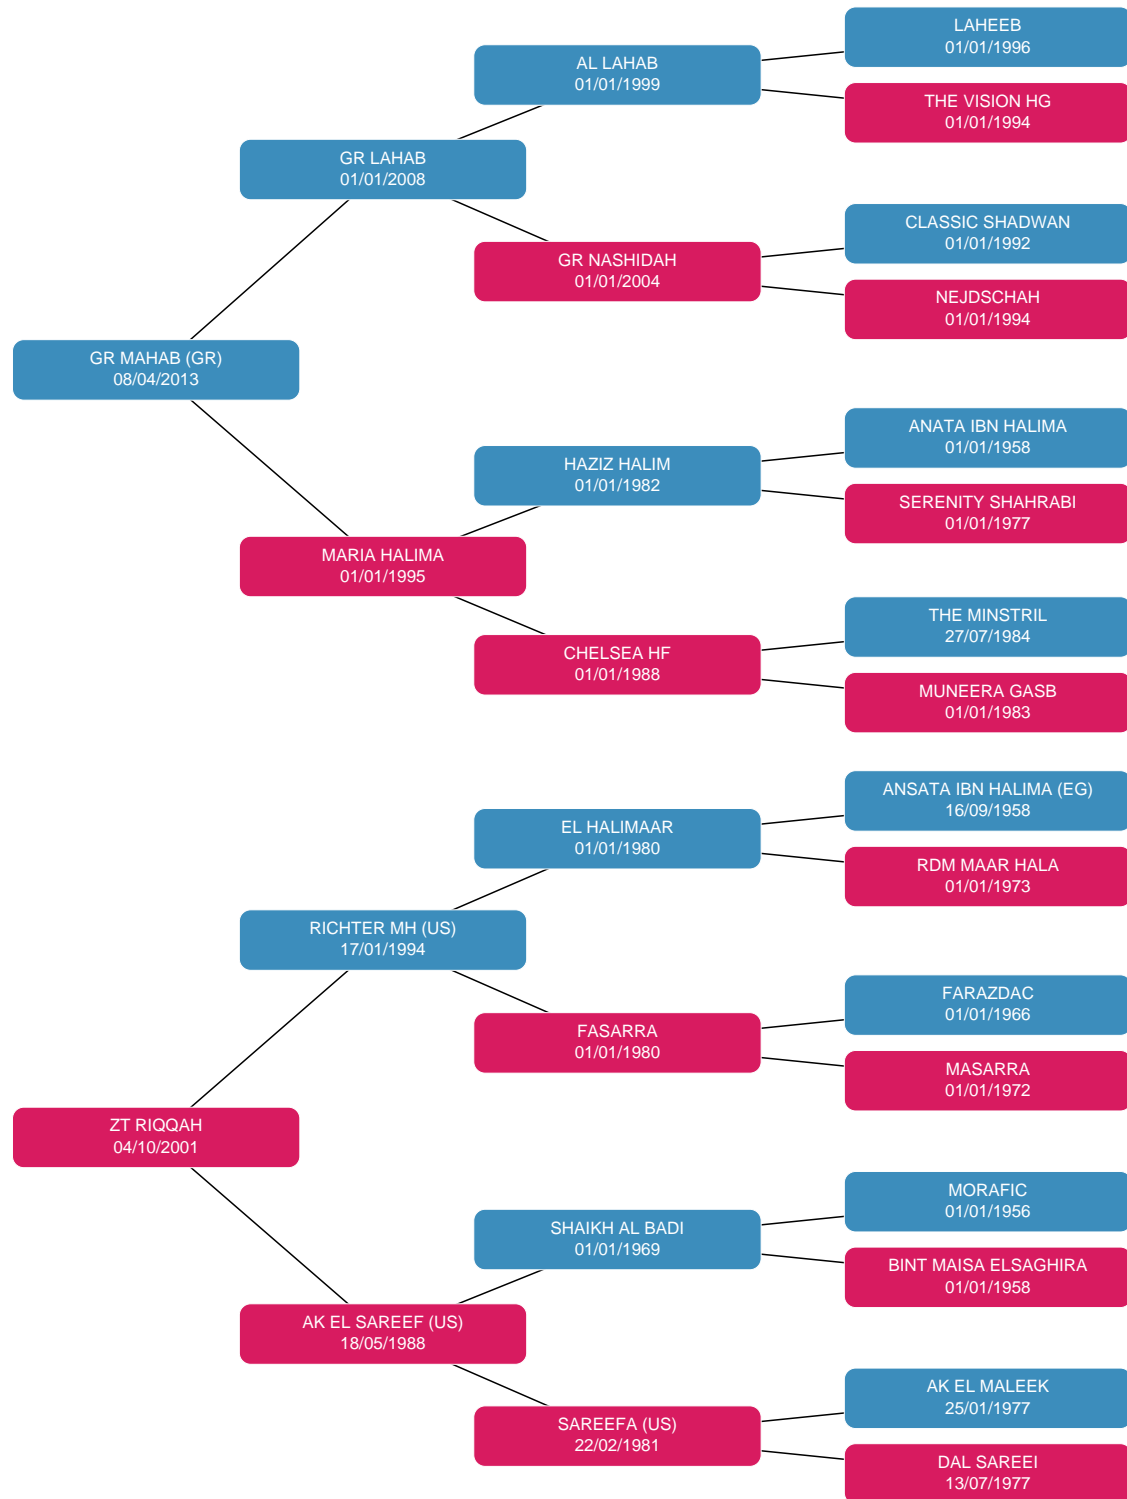 LAHEEB
01/01/1996
AL LAHAB
01/01/1999
THE VISION HG
01/01/1994
GR LAHAB
01/01/2008
CLASSIC SHADWAN
01/01/1992
GR NASHIDAH
01/01/2004
NEJDSCHAH
01/01/1994
GR MAHAB (GR)
08/04/2013
ANATA IBN HALIMA
01/01/1958
HAZIZ HALIM
01/01/1982
SERENITY SHAHRABI
01/01/1977
MARIA HALIMA
01/01/1995
THE MINSTRIL
27/07/1984
CHELSEA HF
01/01/1988
MUNEERA GASB
01/01/1983
ANSATA IBN HALIMA (EG)
16/09/1958
EL HALIMAAR
01/01/1980
RDM MAAR HALA
01/01/1973
RICHTER MH (US)
17/01/1994
FARAZDAC
01/01/1966
FASARRA
01/01/1980
MASARRA
01/01/1972
ZT RIQQAH
04/10/2001
MORAFIC
01/01/1956
SHAIKH AL BADI
01/01/1969
BINT MAISA ELSAGHIRA
01/01/1958
AK EL SAREEF (US)
18/05/1988
AK EL MALEEK
25/01/1977
SAREEFA (US)
22/02/1981
DAL SAREEI
13/07/1977